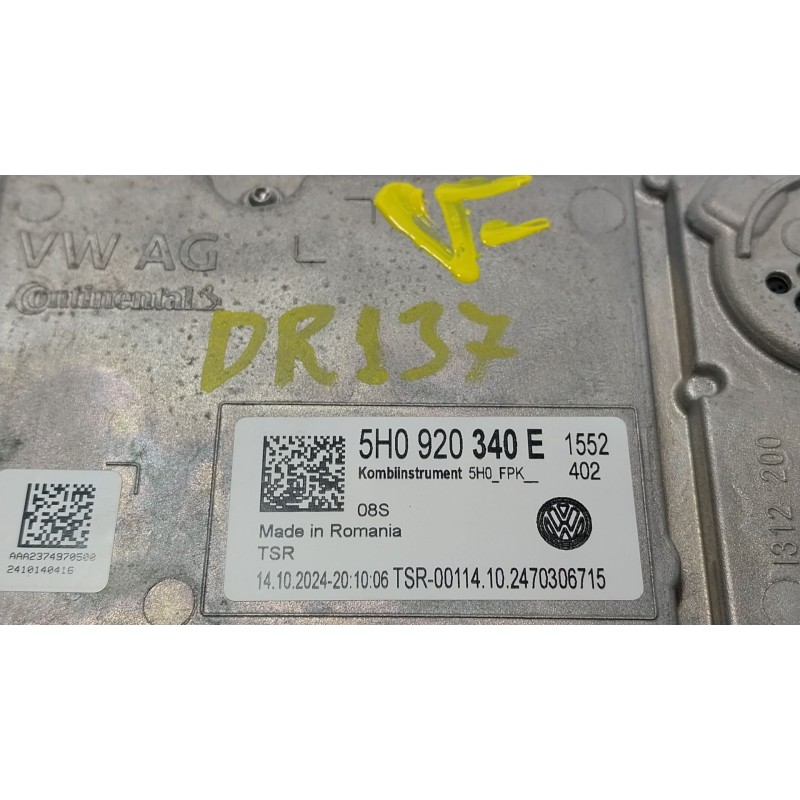 VW AG
Continental
DR137
5H0 920 340 E 1552
Kombiinstrument 5H0_FPK__ 402
08S
Made in Romania
TSR
14.10.2024-20:10:06 TSR-00114.10.2470306715
AAA2374970500
2410140416
1312 200